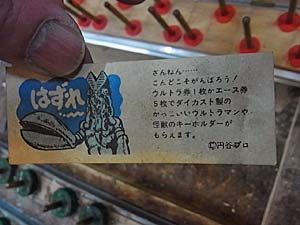 はずれ
ざんねん……
こんどこそがんばろう!
ウルトラ券1枚かエース券
5枚でダイカスト製の
かっこいいウルトラマンや
怪獣のキーホルダーが
もらえます。
©円谷プロ